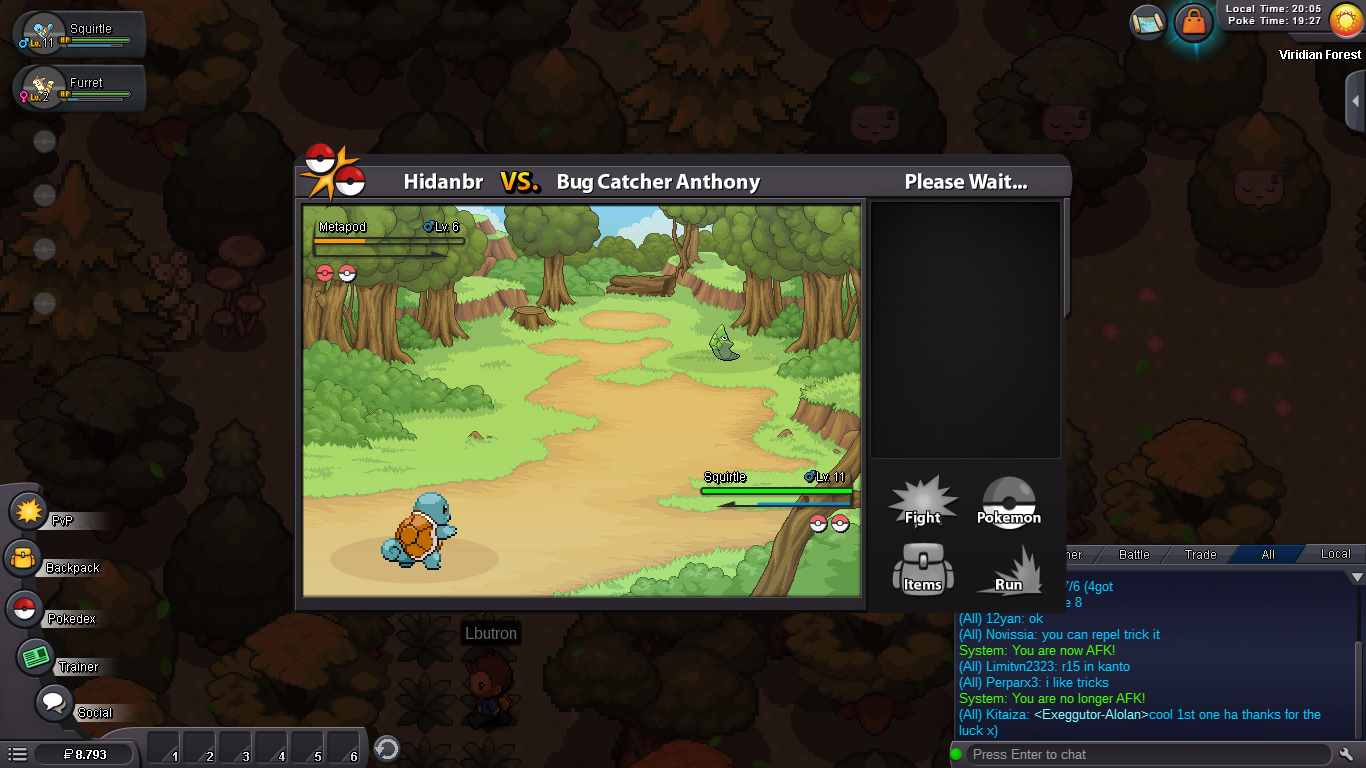 Squirtle
Lv.11 HP
Furret
Lv.2 HP
Local Time: 20:05
Poké Time: 19:27
Viridian Forest
Hidanbr VS. Bug Catcher Anthony
Please Wait...
Metapod Lv. 6
Squirtle Lv. 11
Fight
Pokemon
Items
Run
PvP
Backpack
Pokedex
Trainer
Social
8.793
1 2 3 4 5 6
Lbutron
Battle Trade All Local
/6 (4got
8
(All) 12yan: ok
(All) Novissia: you can repel trick it
System: You are now AFK!
(All) Limitvn2323: r15 in kanto
(All) Perparx3: i like tricks
System: You are no longer AFK!
(All) Kitaiza: <Exeggutor-Alolan>cool 1st one ha thanks for the
luck x)
Press Enter to chat